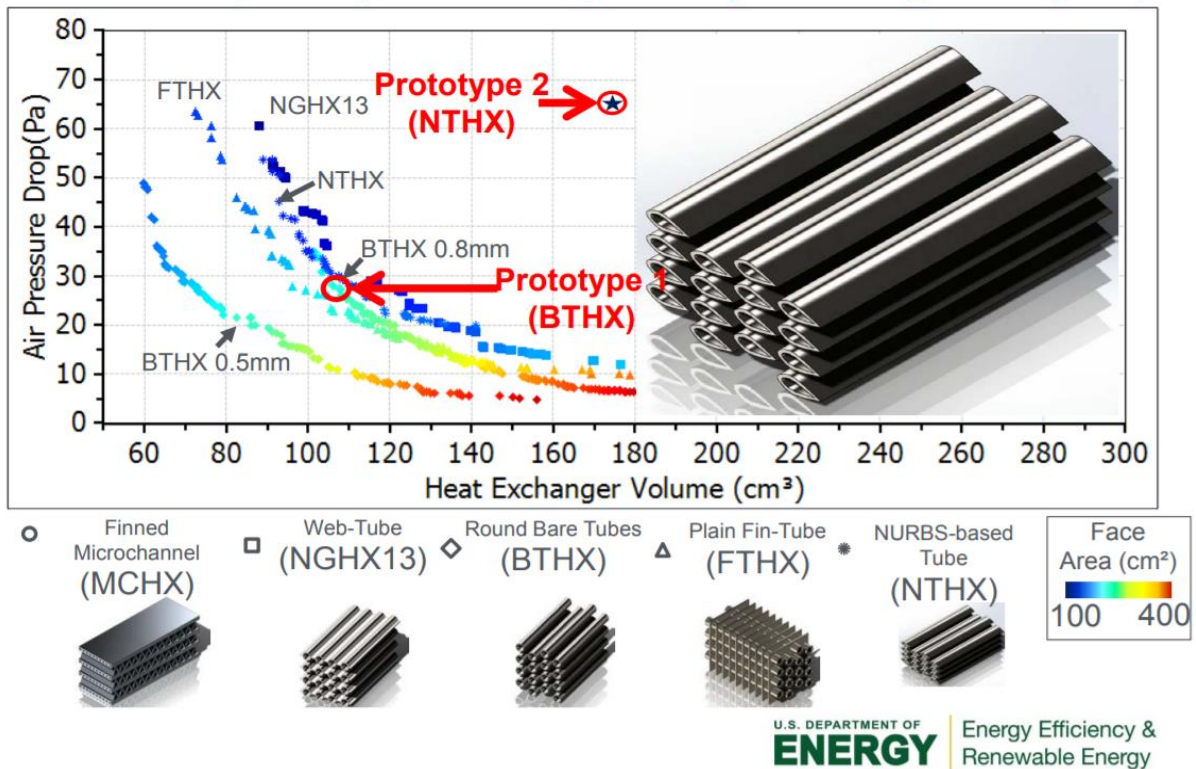 80
70
60
50
40
30
20
10
0
Air Pressure Drop(Pa)
FTHX
NGHX13
Prototype 2
(NTHX)
NTHX
BTHX 0.8mm
Prototype 1
(BTHX)
BTHX 0.5mm
60 80 100 120 140 160 180 200 220 240 260 280 300
Heat Exchanger Volume (cm³)
Finned
Microchannel
(MCHX)
Web-Tube
(NGHX13)
Round Bare Tubes
(BTHX)
Plain Fin-Tube
(FTHX)
NURBS-based
Tube
(NTHX)
Face
Area (cm²)
100 400
U.S. DEPARTMENT OF
ENERGY
Energy Efficiency &
Renewable Energy